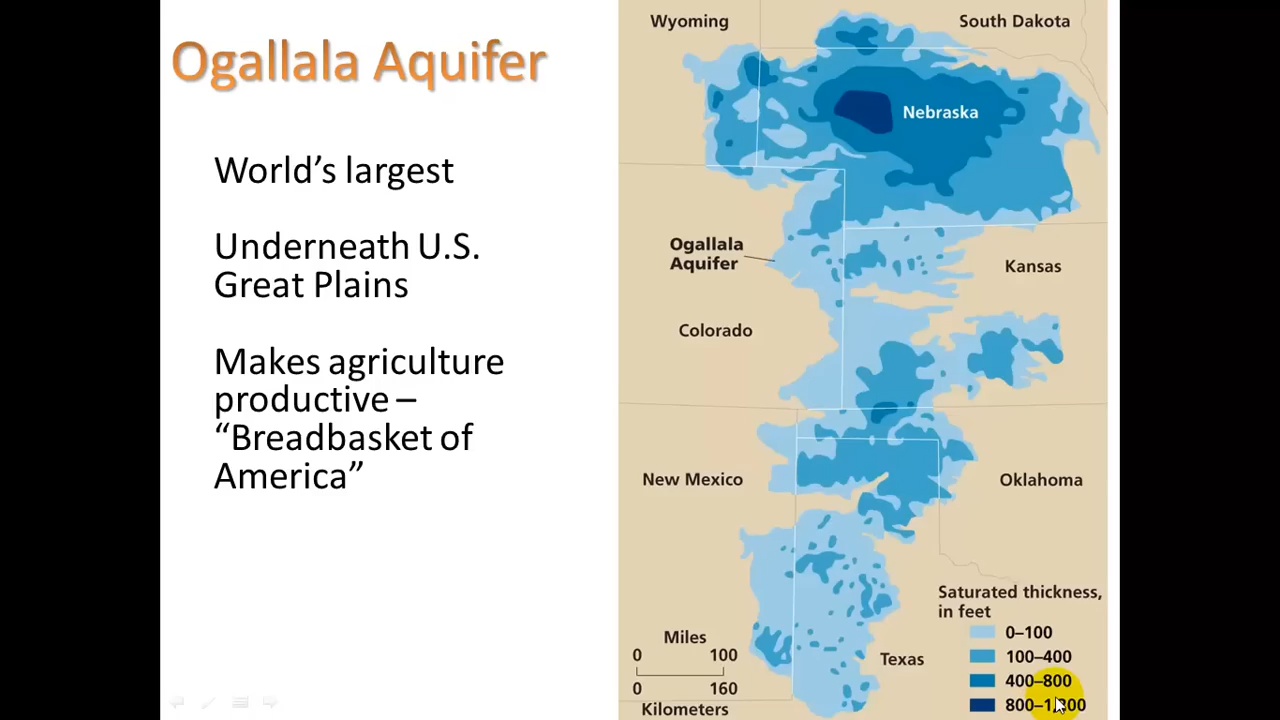 Ogallala Aquifer
World’s largest
Underneath U.S.
Great Plains
Makes agriculture
productive –
“Breadbasket of
America”
Wyoming
South Dakota
Nebraska
Ogallala
Aquifer
Kansas
Colorado
New Mexico
Oklahoma
Texas
Miles
0 100
0 160
Kilometers
Saturated thickness,
in feet
0–100
100–400
400–800